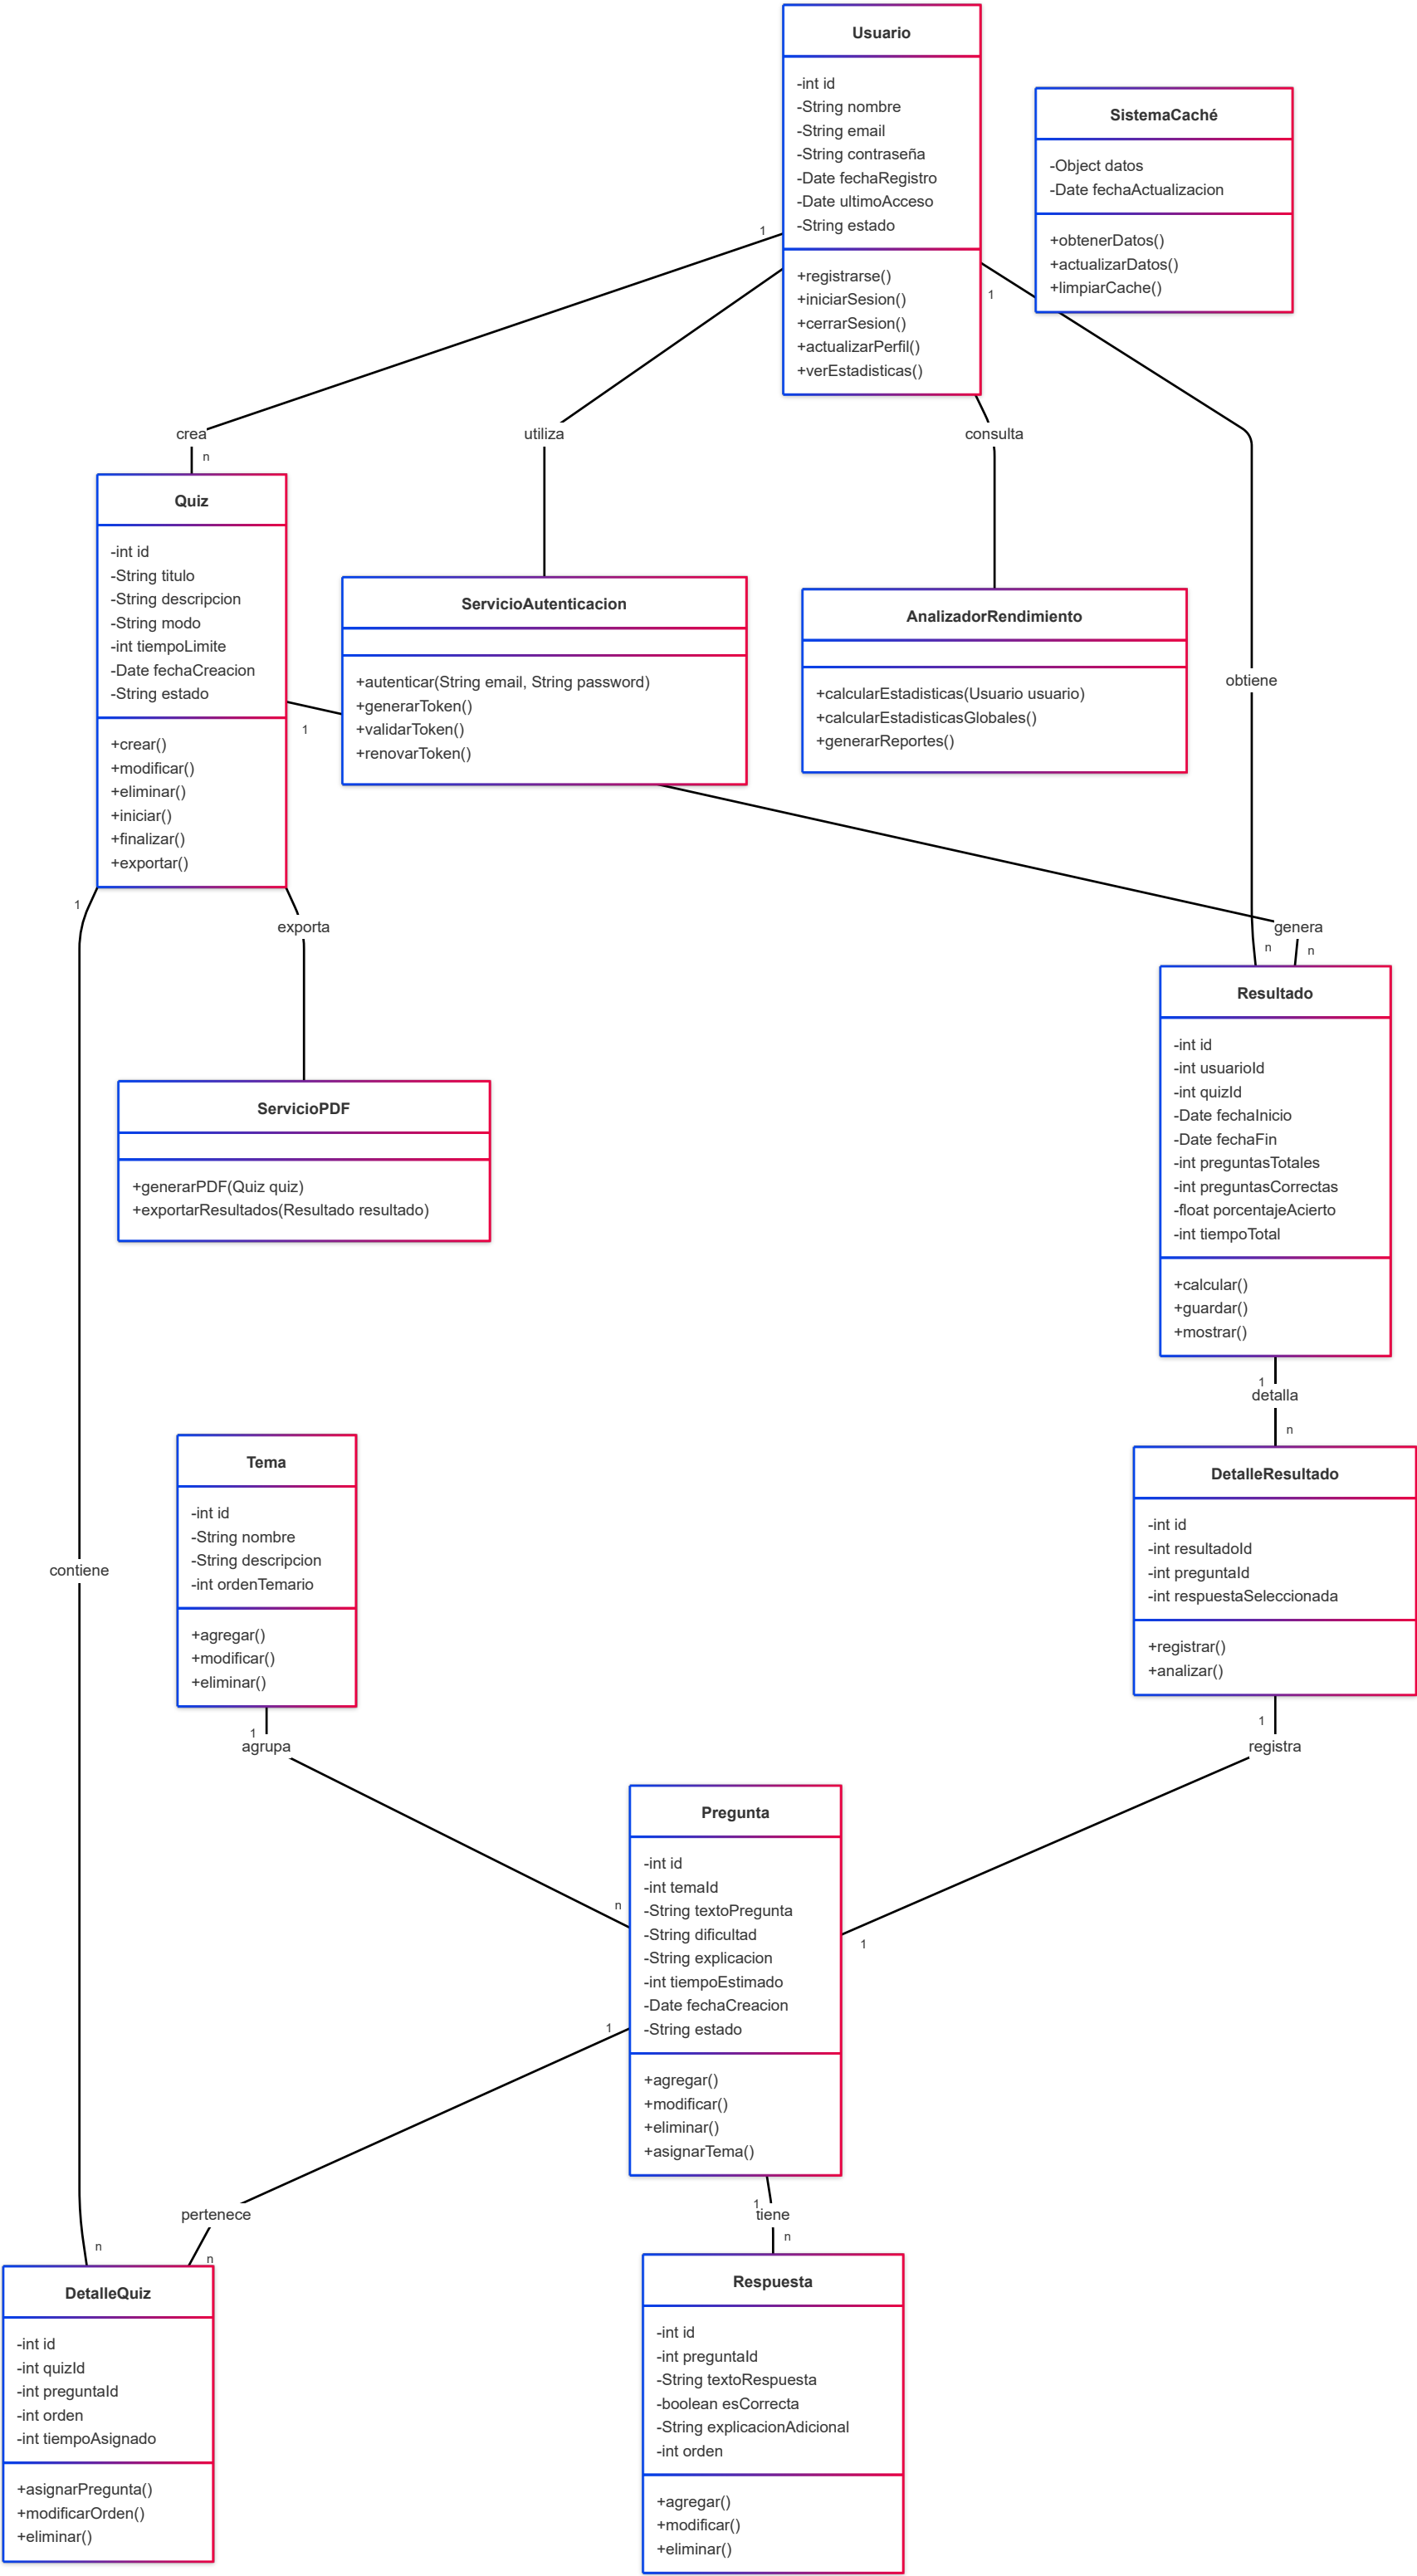 Usuario
-int id
-String nombre
-String email
-String contraseña
-Date fechaRegistro
-Date ultimoAcceso
-String estado
+registrarse()
+iniciarSesion()
+cerrarSesion()
+actualizarPerfil()
+verEstadisticas()
SistemaCaché
-Object datos
-Date fechaActualizacion
+obtenerDatos()
+actualizarDatos()
+limpiarCache()
1
1
crea
n
utiliza
consulta
obtiene
Quiz
-int id
-String titulo
-String descripcion
-String modo
-int tiempoLimite
-Date fechaCreacion
-String estado
+crear()
+modificar()
+eliminar()
+iniciar()
+finalizar()
+exportar()
1
ServicioAutenticacion
+autenticar(String email, String password)
+generarToken()
+validarToken()
+renovarToken()
AnalizadorRendimiento
+calcularEstadisticas(Usuario usuario)
+calcularEstadisticasGlobales()
+generarReportes()
1
exporta
genera
n
n
ServicioPDF
+generarPDF(Quiz quiz)
+exportarResultados(Resultado resultado)
Resultado
-int id
-int usuarioId
-int quizId
-Date fechaInicio
-Date fechaFin
-int preguntasTotales
-int preguntasCorrectas
-float porcentajeAcierto
-int tiempoTotal
+calcular()
+guardar()
+mostrar()
1
detalla
n
Tema
-int id
-String nombre
-String descripcion
-int ordenTemario
+agregar()
+modificar()
+eliminar()
DetalleResultado
-int id
-int resultadoId
-int preguntaId
-int respuestaSeleccionada
+registrar()
+analizar()
contiene
1
agrupa
1
registra
Pregunta
-int id
-int temaId
-String textoPregunta
-String dificultad
-String explicacion
-int tiempoEstimado
-Date fechaCreacion
-String estado
+agregar()
+modificar()
+eliminar()
+asignarTema()
n
1
1
pertenece
n
n
1
tiene
n
DetalleQuiz
-int id
-int quizId
-int preguntaId
-int orden
-int tiempoAsignado
+asignarPregunta()
+modificarOrden()
+eliminar()
Respuesta
-int id
-int preguntaId
-String textoRespuesta
-boolean esCorrecta
-String explicacionAdicional
-int orden
+agregar()
+modificar()
+eliminar()